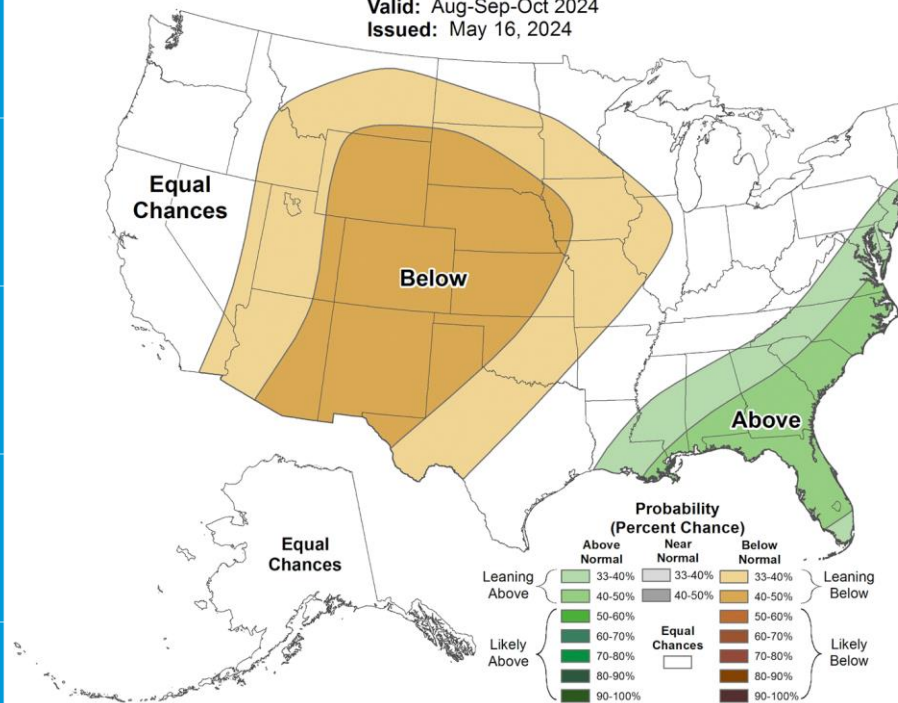 Valid: Aug-Sep-Oct 2024
Issued: May 16, 2024
Equal
Chances
Below
Above
Equal
Chances
Probability
(Percent Chance)
Above
Normal
Near
Normal
Below
Normal
Leaning
Above
33-40%
33-40%
33-40%
Leaning
Below
40-50%
40-50%
40-50%
Likely
Above
50-60%
60-70%
70-80%
80-90%
90-100%
Equal
Chances
50-60%
60-70%
70-80%
80-90%
90-100%
Likely
Below